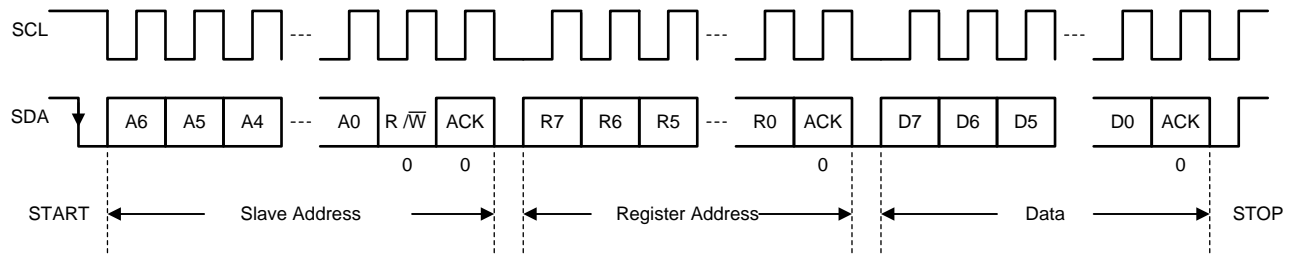 SCL --- --- ---
SDA A6 A5 A4 --- A0 R /W̅ ACK R7 R6 R5 --- R0 ACK D7 D6 D5 D0 ACK
0 0 0 0
START Slave Address Register Address Data STOP